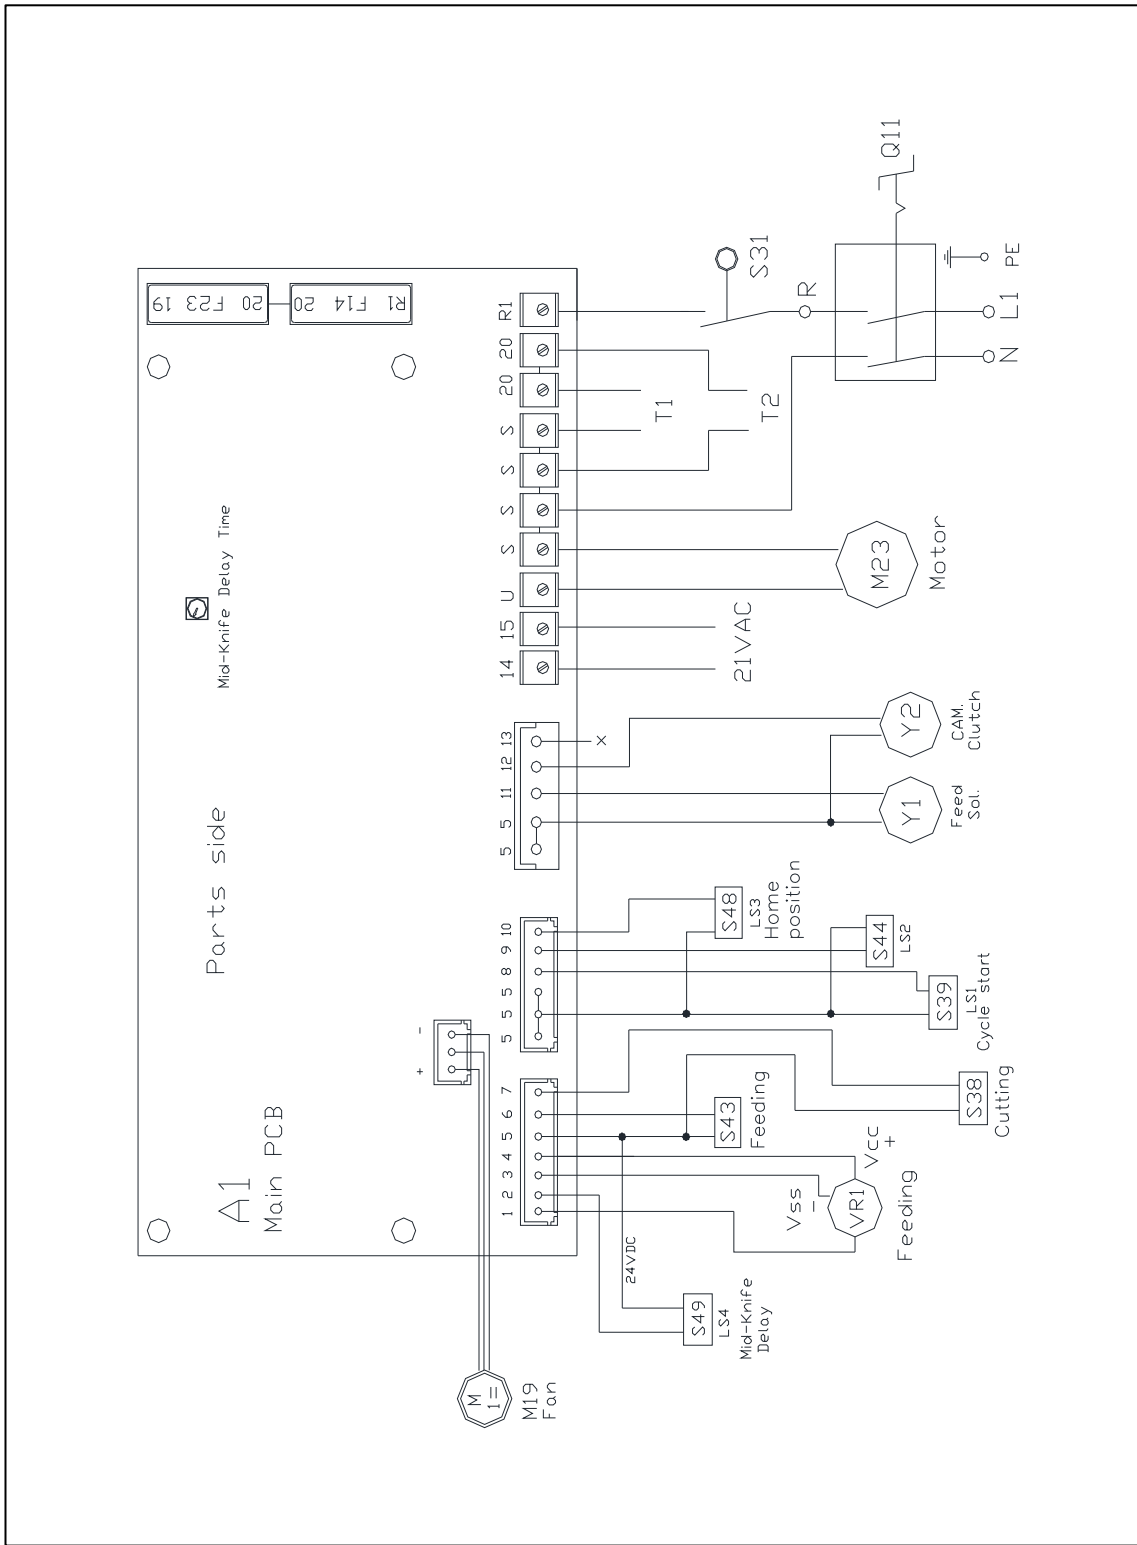 A1
Main PCB
Parts side
Mid-Knife Delay Time
19 F23 20
20 F14 R1
+
-
M
1=
M19
Fan
1 2 3 4 5 6 7
5 5 5 8 9 10
5 5 11 12 13
14 15 U S S S S 20 20 R1
24VDC
S49
LS4
Mid-Knife
Delay
Vss
-
VR1
Vcc
+
Feeding
S43
Feeding
S38
Cutting
S48
LS3
Home
position
S44
LS2
S39
LS1
Cycle start
x
Y1
Feed
Sol.
Y2
CAM.
Clutch
21VAC
M23
Motor
T1
T2
S31
R
Q11
N
L1
PE